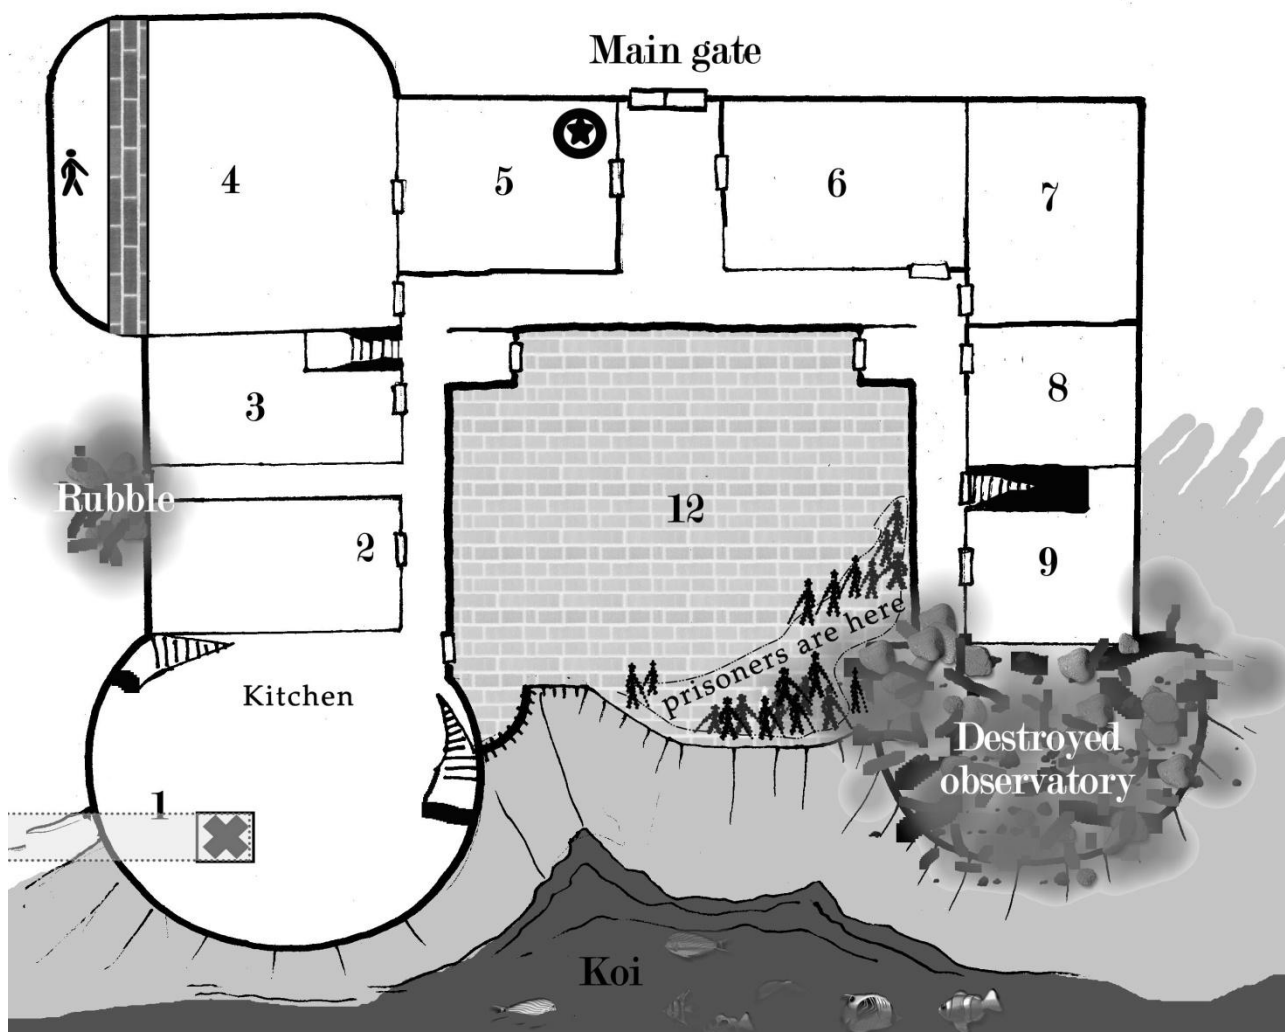 Main gate
4
5
6
7
3
8
Rubble
12
2
9
prisoners are here
Kitchen
Destroyed
observatory
1
Koi